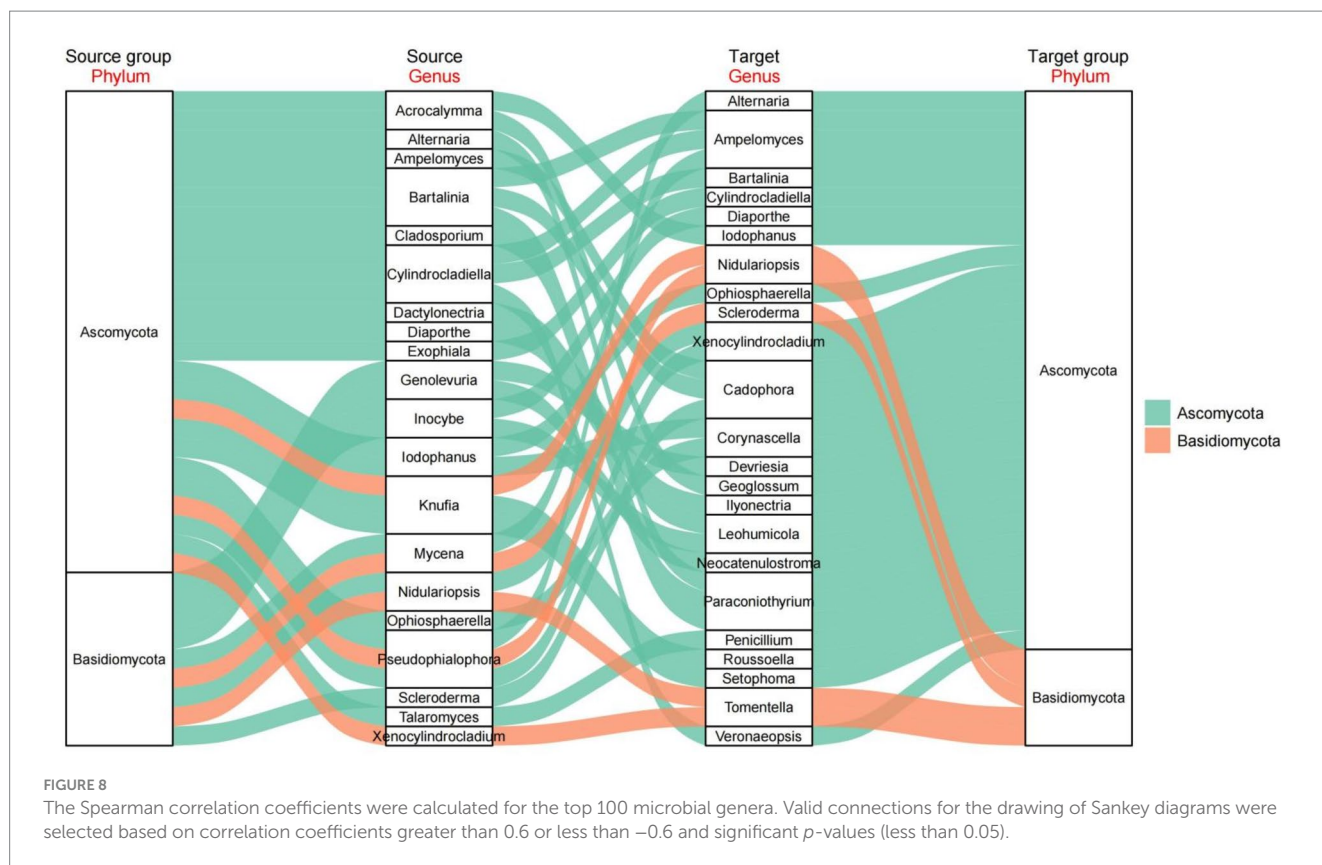 Source group
Phylum
Source
Genus
Target
Genus
Target group
Phylum
Ascomycota
Basidiomycota
Acrocalymma
Alternaria
Ampelomyces
Bartalinia
Cladosporium
Cylindrocladiella
Dactylonectria
Diaporthe
Exophiala
Genolevuria
Inocybe
Iodophanus
Knufia
Mycena
Nidulariopsis
Ophiosphaerella
Pseudophialophora
Scleroderma
Talaromyces
Xenocylindrocladium
Alternaria
Ampelomyces
Bartalinia
Cylindrocladiella
Diaporthe
Iodophanus
Nidulariopsis
Ophiosphaerella
Scleroderma
Xenocylindrocladium
Cadophora
Corynascella
Devriesia
Geoglossum
Ilyonectria
Leohumicola
Neocatenulostroma
Paraconiothyrium
Penicillium
Roussoella
Setophoma
Tomentella
Veronaeopsis
Ascomycota
Basidiomycota
Ascomycota
Basidiomycota
FIGURE 8
The Spearman correlation coefficients were calculated for the top 100 microbial genera. Valid connections for the drawing of Sankey diagrams were
selected based on correlation coefficients greater than 0.6 or less than −0.6 and significant p-values (less than 0.05).